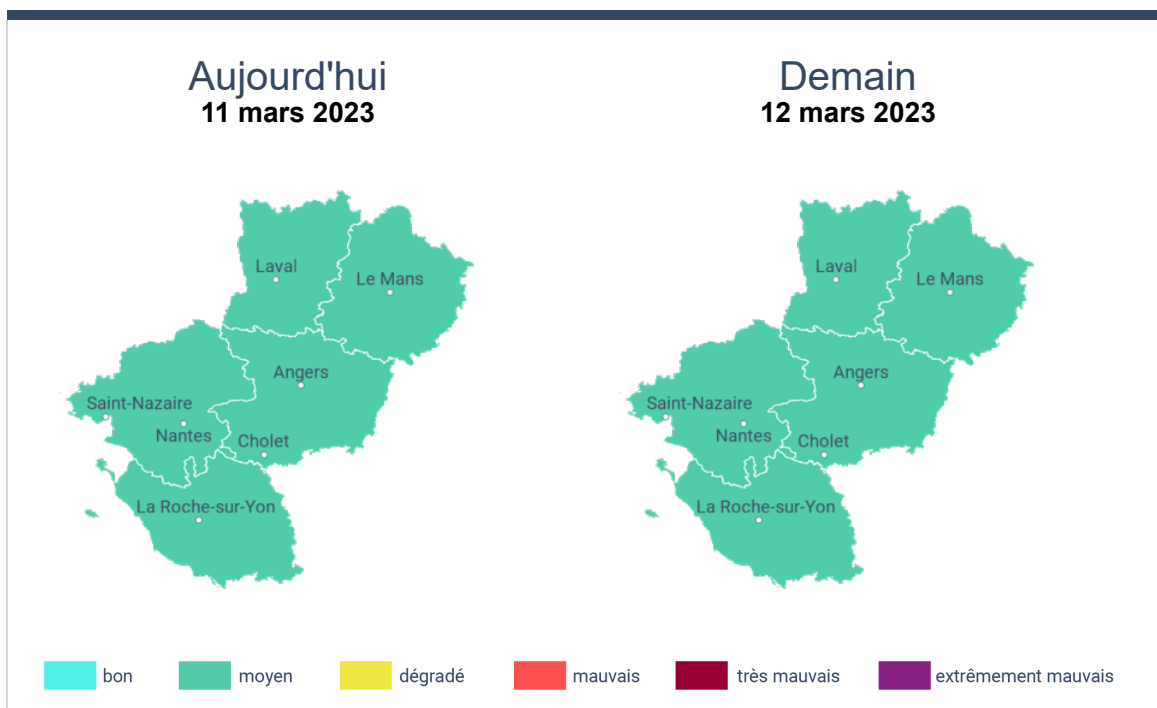 Aujourd'hui
11 mars 2023
Laval
Le Mans
Angers
Saint-Nazaire
Nantes
Cholet
La Roche-sur-Yon
Demain
12 mars 2023
Laval
Le Mans
Angers
Saint-Nazaire
Nantes
Cholet
La Roche-sur-Yon
bon moyen dégradé mauvais très mauvais extrêmement mauvais